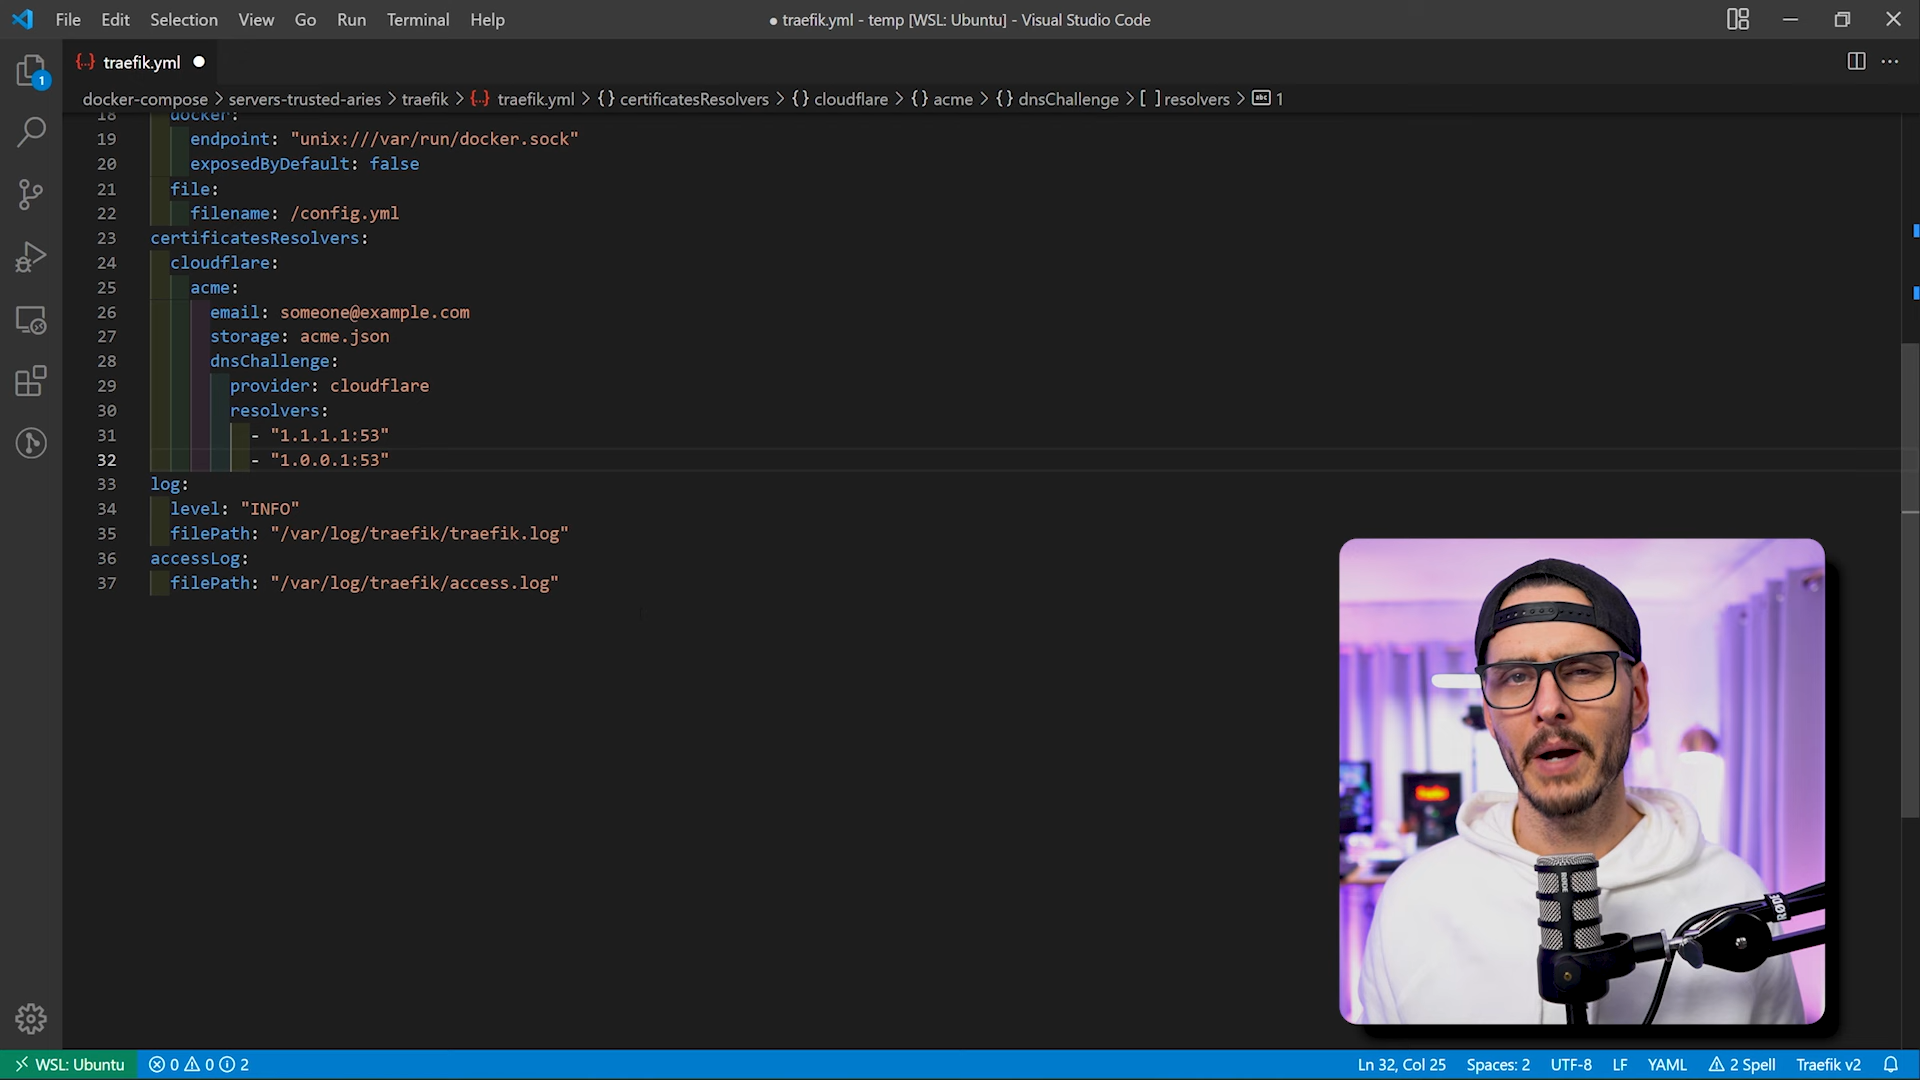 File Edit Selection View Go Run Terminal Help
● traefik.yml - temp [WSL: Ubuntu] - Visual Studio Code
1
{..} traefik.yml
docker-compose > servers-trusted-aries > traefik > {..} traefik.yml > {} certificatesResolvers > {} cloudflare > {} acme > {} dnsChallenge > [ ] resolvers > abc 1
18 docker:
19 endpoint: "unix:///var/run/docker.sock"
20 exposedByDefault: false
21 file:
22 filename: /config.yml
23 certificatesResolvers:
24 cloudflare:
25 acme:
26 email: someone@example.com
27 storage: acme.json
28 dnsChallenge:
29 provider: cloudflare
30 resolvers:
31 - "1.1.1.1:53"
32 - "1.0.0.1:53"
33 log:
34 level: "INFO"
35 filePath: "/var/log/traefik/traefik.log"
36 accessLog:
37 filePath: "/var/log/traefik/access.log"
RØDE
WSL: Ubuntu 0 0 2 Ln 32, Col 25 Spaces: 2 UTF-8 LF YAML 2 Spell Traefik v2